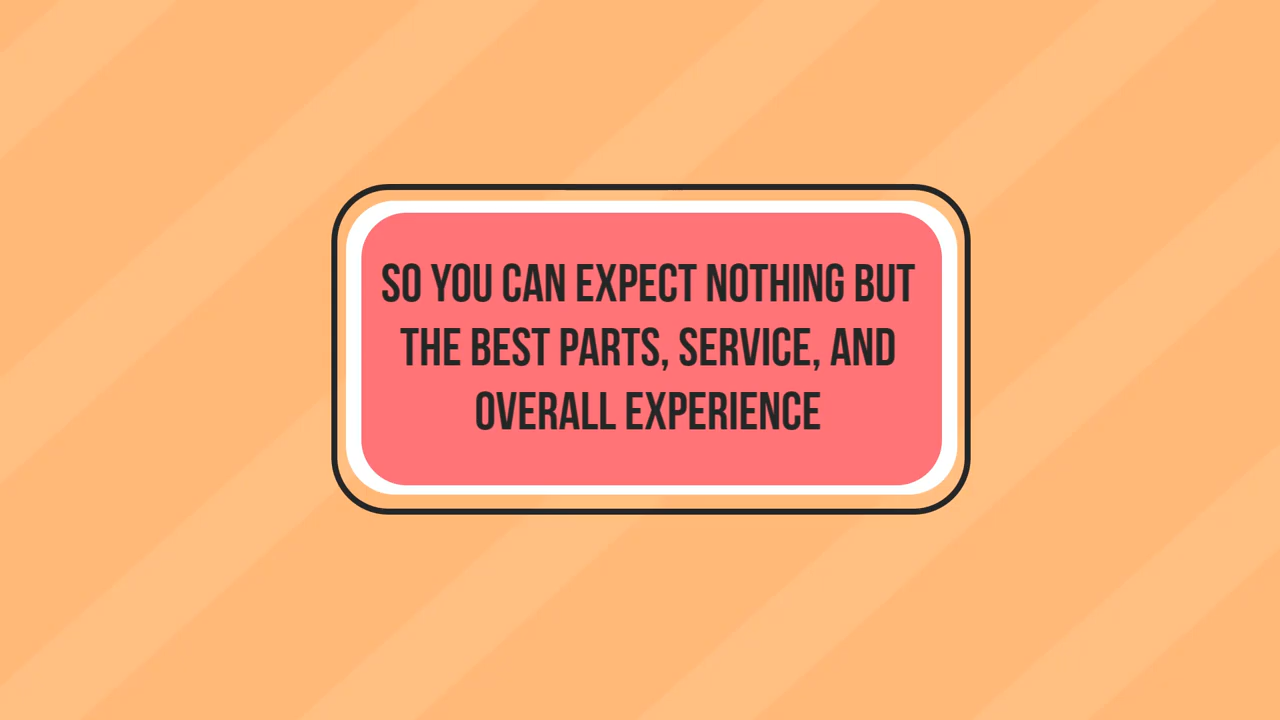 SO YOU CAN EXPECT NOTHING BUT
THE BEST PARTS, SERVICE, AND
OVERALL EXPERIENCE